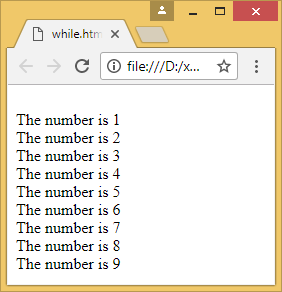 while.htm
file:///D:/x...
The number is 1
The number is 2
The number is 3
The number is 4
The number is 5
The number is 6
The number is 7
The number is 8
The number is 9